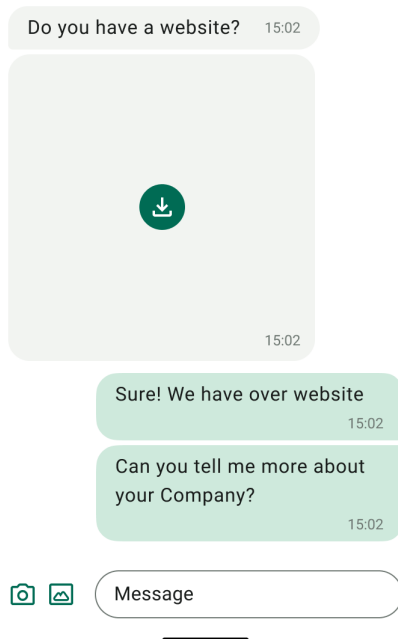 Do you have a website?
15:02
15:02
Sure! We have over website
15:02
Can you tell me more about
your Company?
15:02
Message